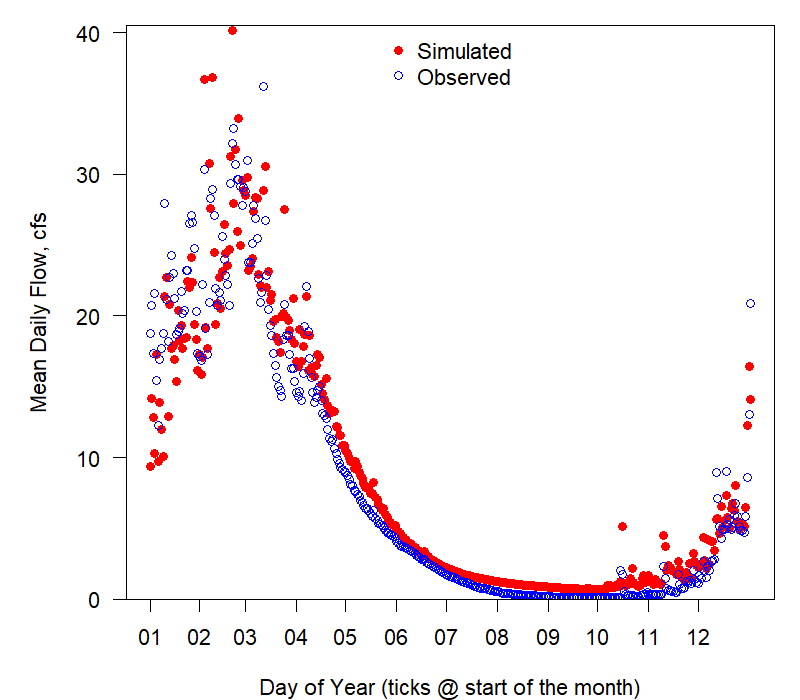 Simulated
Observed
40
30
20
10
0
Mean Daily Flow, cfs
01 02 03 04 05 06 07 08 09 10 11 12
Day of Year (ticks @ start of the month)